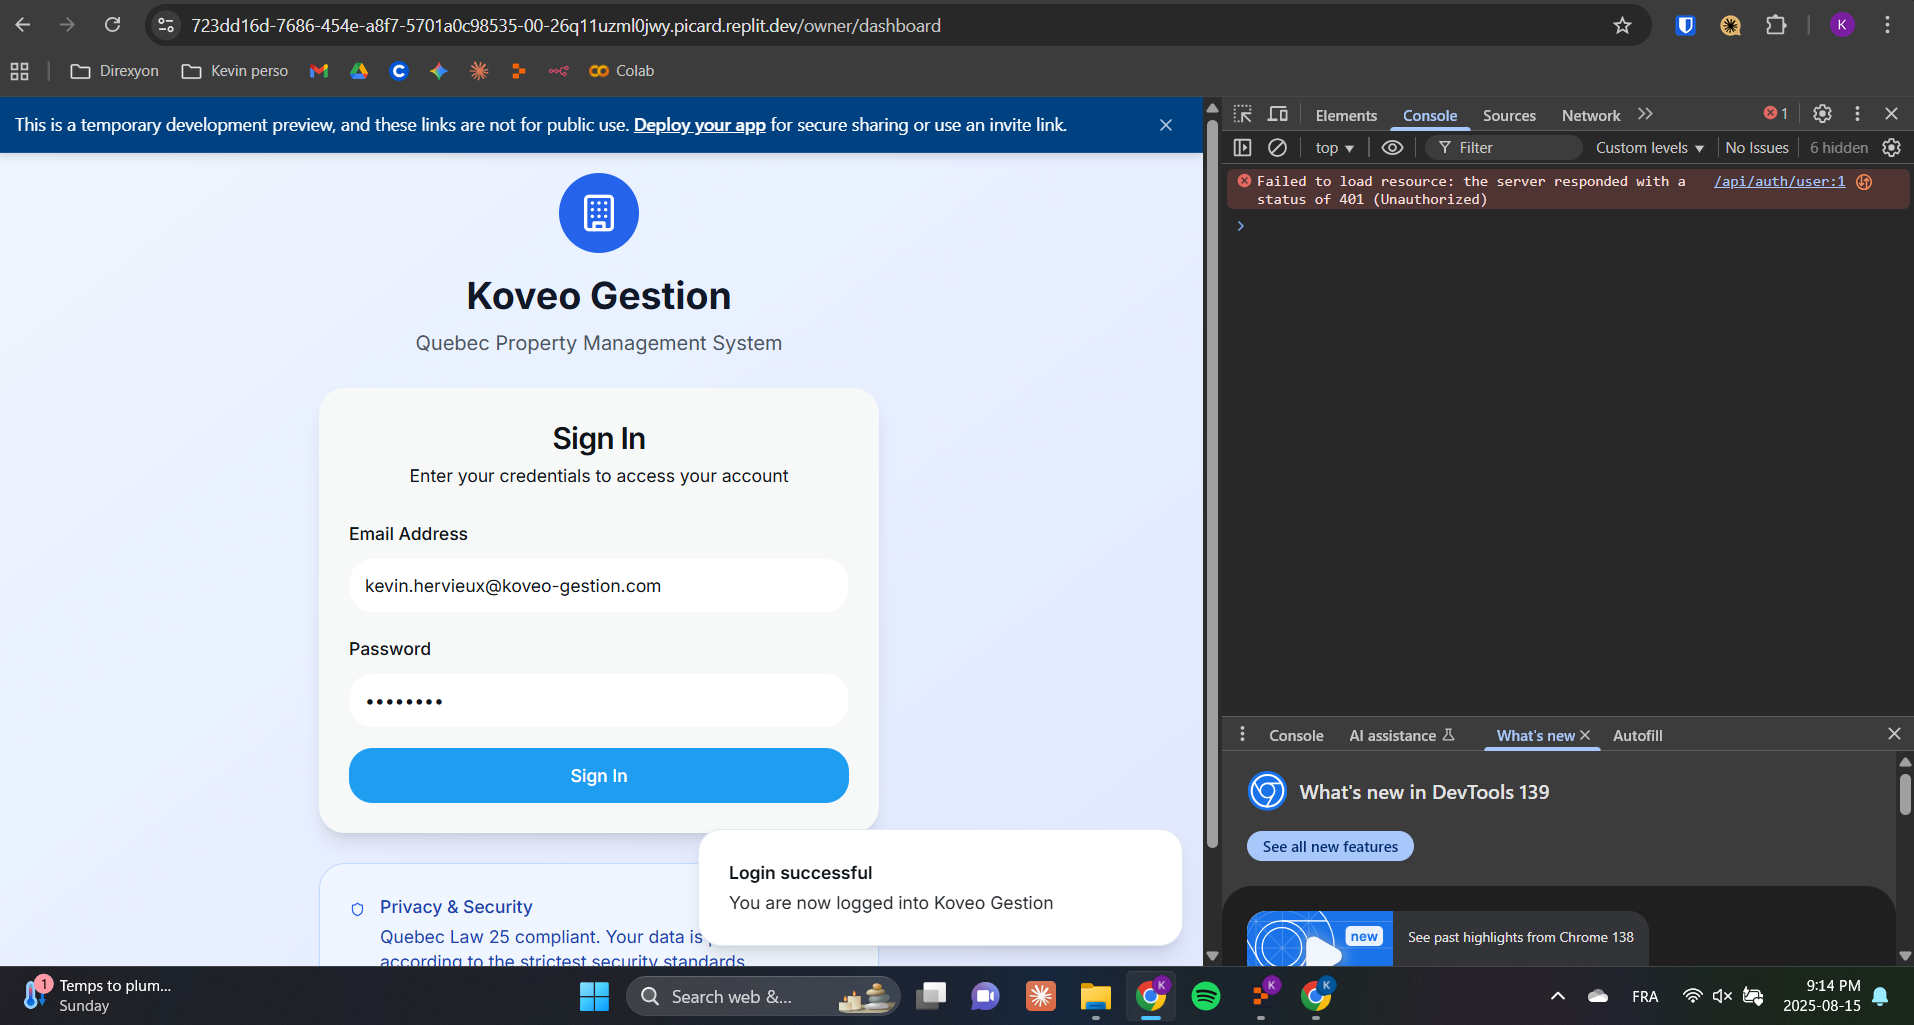 723dd16d-7686-454e-a8f7-5701a0c98535-00-26q11uzml0jwy.picard.replit.dev/owner/dashboard
K
Direxyon
Kevin perso
Colab
This is a temporary development preview, and these links are not for public use. Deploy your app for secure sharing or use an invite link.
Koveo Gestion
Quebec Property Management System
Sign In
Enter your credentials to access your account
Email Address
kevin.hervieux@koveo-gestion.com
Password
••••••••
Sign In
Privacy & Security
Quebec Law 25 compliant. Your data is
according to the strictest security standards
Login successful
You are now logged into Koveo Gestion
Elements
Console
Sources
Network
1
top
Filter
Custom levels
No Issues
6 hidden
Failed to load resource: the server responded with a
status of 401 (Unauthorized)
/api/auth/user:1
Console
AI assistance
What's new
Autofill
What's new in DevTools 139
See all new features
new
See past highlights from Chrome 138
1
Temps to plum...
Sunday
Search web &...
K
K
K
FRA
9:14 PM
2025-08-15